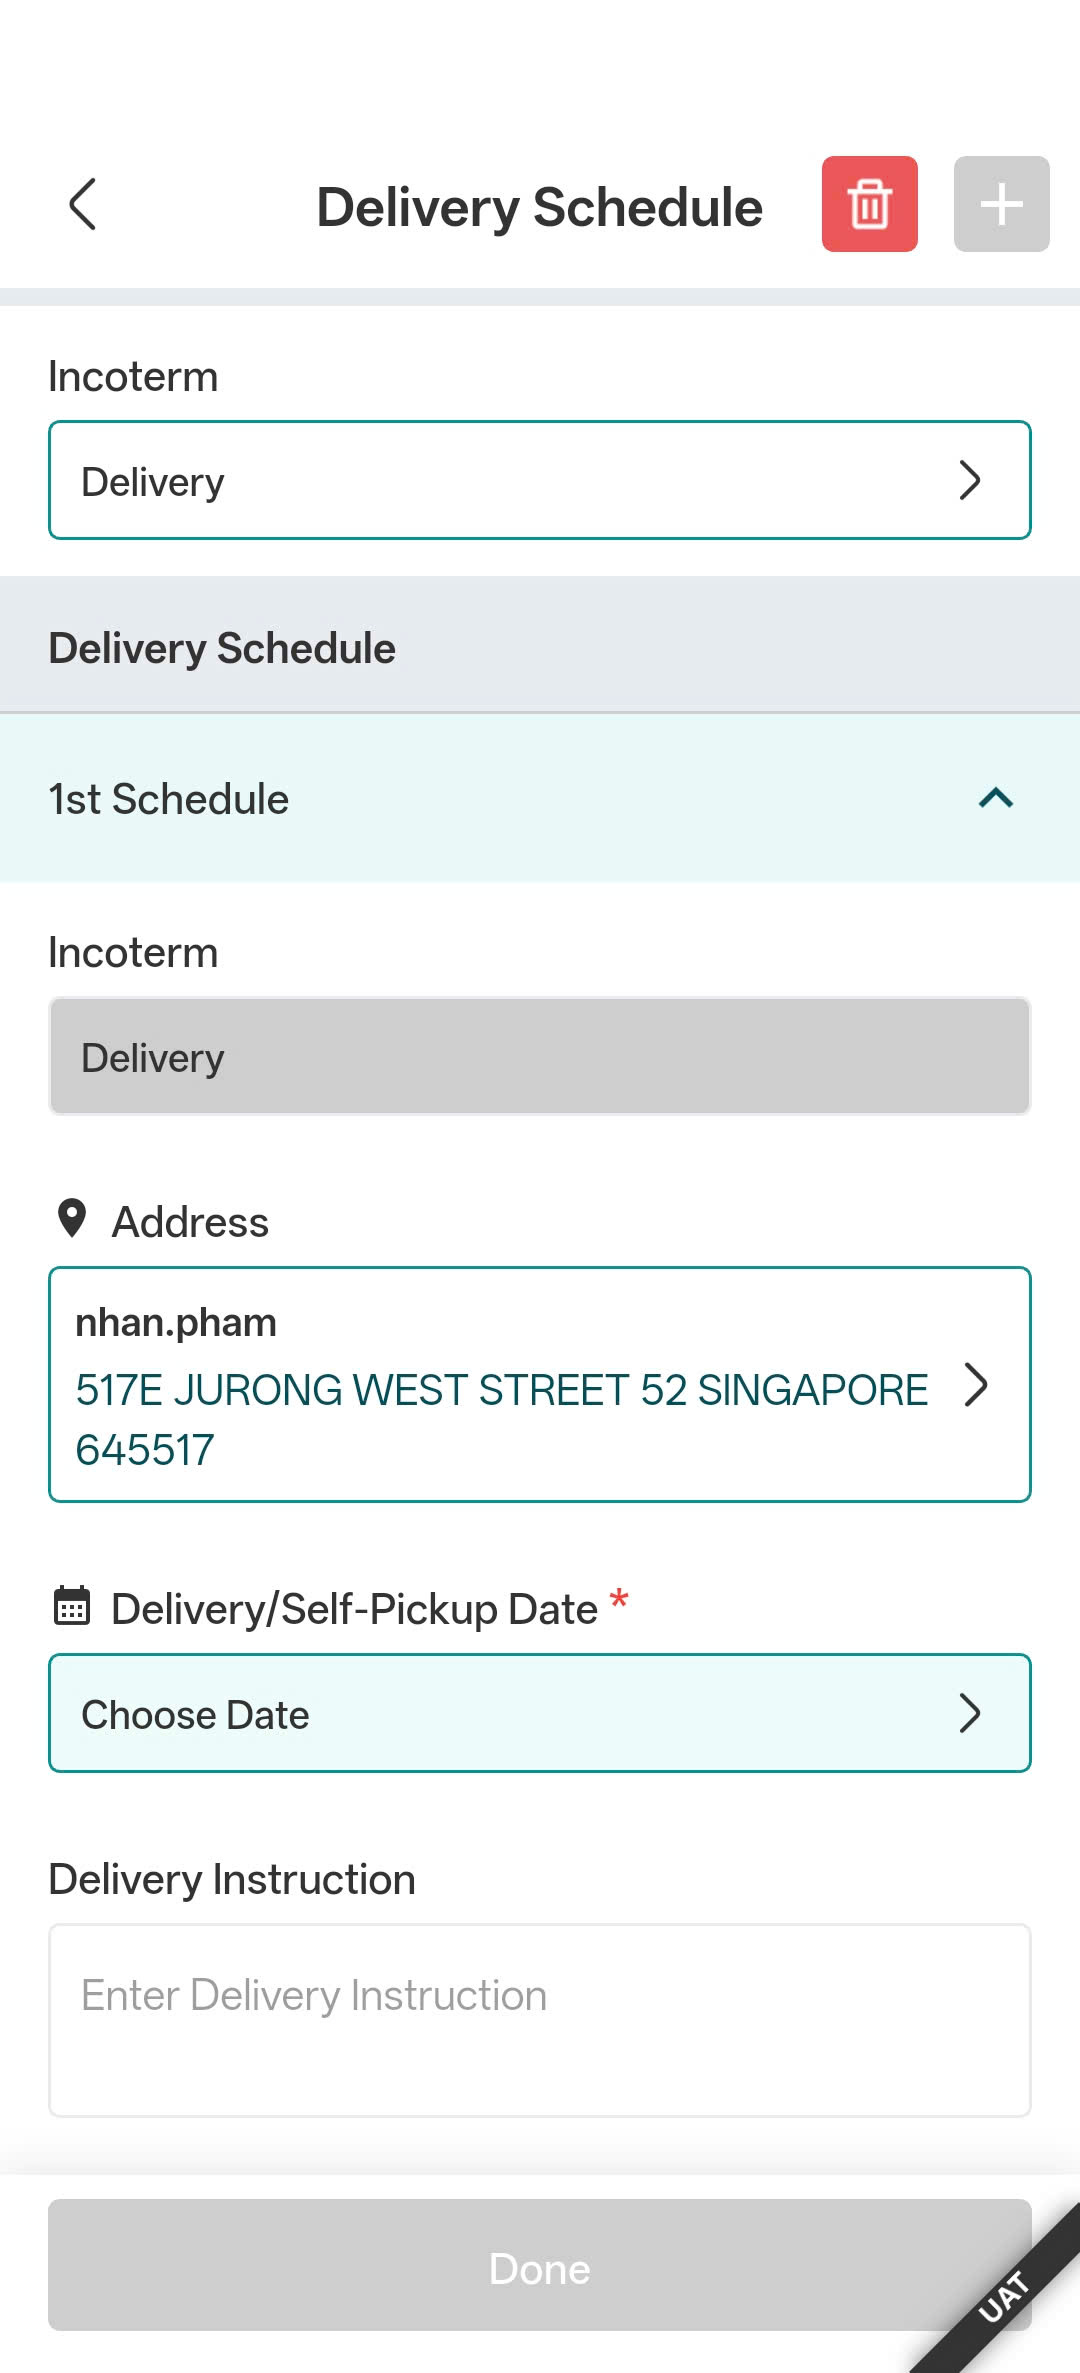 Delivery Schedule
Incoterm
Delivery
Delivery Schedule
1st Schedule
Incoterm
Delivery
Address
nhan.pham
517E JURONG WEST STREET 52 SINGAPORE
645517
Delivery/Self-Pickup Date *
Choose Date
Delivery Instruction
Enter Delivery Instruction
Done
UAT